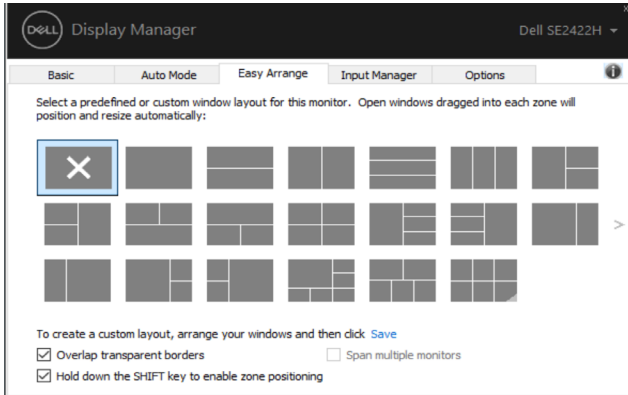 x
DELL Display Manager Dell SE2422H
Basic Auto Mode Easy Arrange Input Manager Options i
Select a predefined or custom window layout for this monitor. Open windows dragged into each zone will
position and resize automatically:
>
To create a custom layout, arrange your windows and then click Save
Overlap transparent borders Span multiple monitors
Hold down the SHIFT key to enable zone positioning